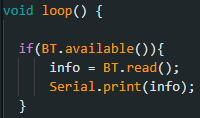 void loop() {
if(BT.available()){
info = BT.read();
Serial.print(info);
}